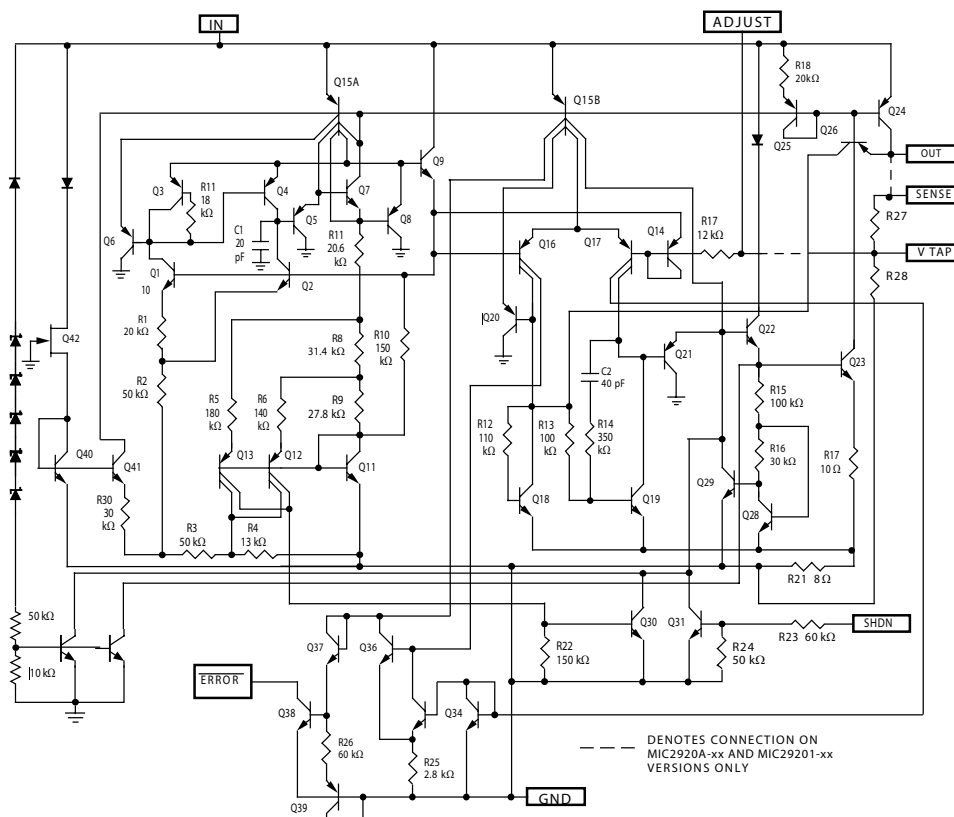 IN
ADJUST
R18
20kΩ
Q15A
Q15B
Q24
Q26
Q25
OUT
Q9
Q3
R11
18
kΩ
Q4
Q7
SENSE
R27
Q5
Q8
Q6
C1
20
pF
R11
20.6
kΩ
Q16
Q17
Q14
R17
12 kΩ
V TAP
R28
Q1
10
Q2
Q20
R1
20 kΩ
R8
31.4 kΩ
R10
150
kΩ
Q22
Q42
Q21
Q23
R2
50 kΩ
C2
40 pF
R15
100 kΩ
R5
180
kΩ
R6
140
kΩ
R9
27.8 kΩ
R12
110
kΩ
R13
100
kΩ
R14
350
kΩ
R16
30 kΩ
R17
10 Ω
Q40
Q41
Q13
Q12
Q11
Q29
R30
30
kΩ
Q18
Q19
Q28
R3
50 kΩ
R4
13 kΩ
R21 8 Ω
50 kΩ
10 kΩ
Q37
Q36
R22
150 kΩ
Q30
Q31
R23 60 kΩ
SHDN
R24
50 kΩ
ERROR
Q38
Q34
R26
60 kΩ
R25
2.8 kΩ
DENOTES CONNECTION ON
MIC2920A-xx AND MIC29201-xx
VERSIONS ONLY
Q39
GND